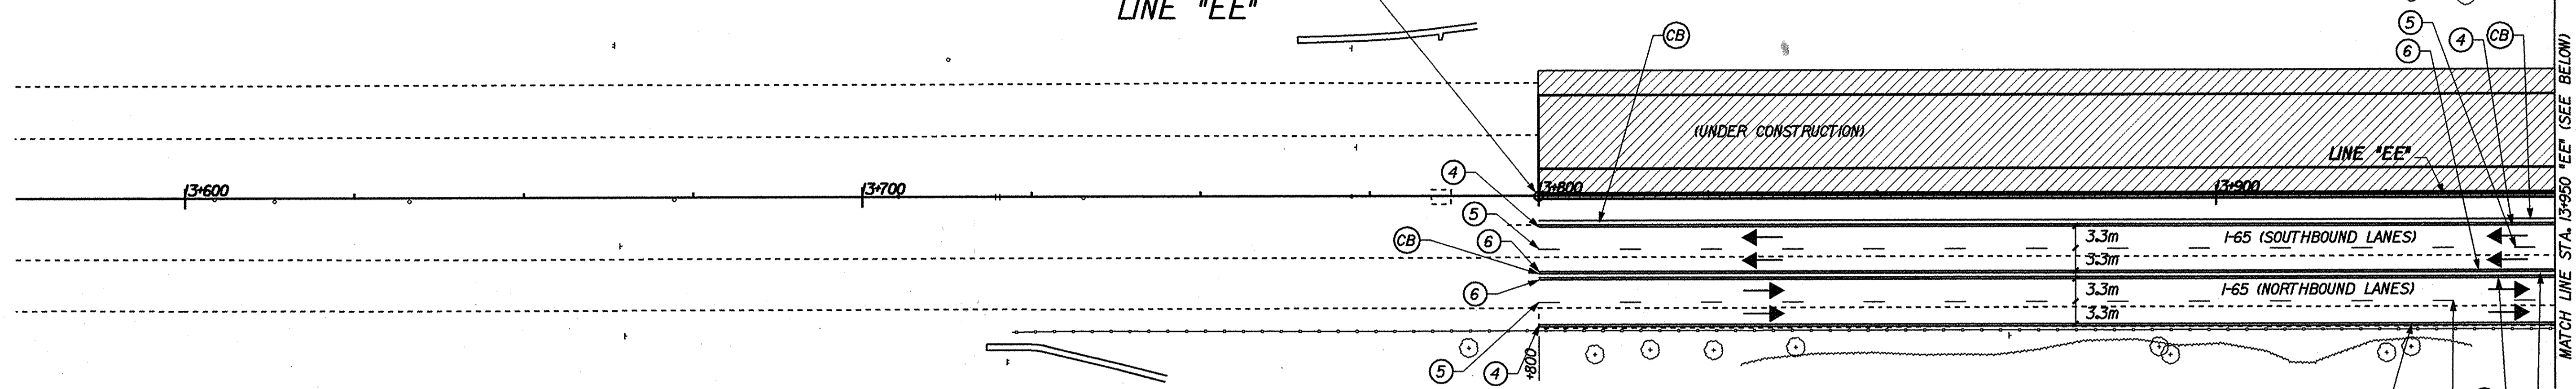 LINE "EE"
CB
5
4
CB
6
(UNDER CONSTRUCTION)
LINE "EE"
13+600
13+700
4
13+800
13+900
5
CB
6
3.3m
I-65 (SOUTHBOUND LANES)
3.3m
6
3.3m
I-65 (NORTHBOUND LANES)
3.3m
5
4
+800
MATCH LINE STA. 13+950 "EE" (SEE BELOW)